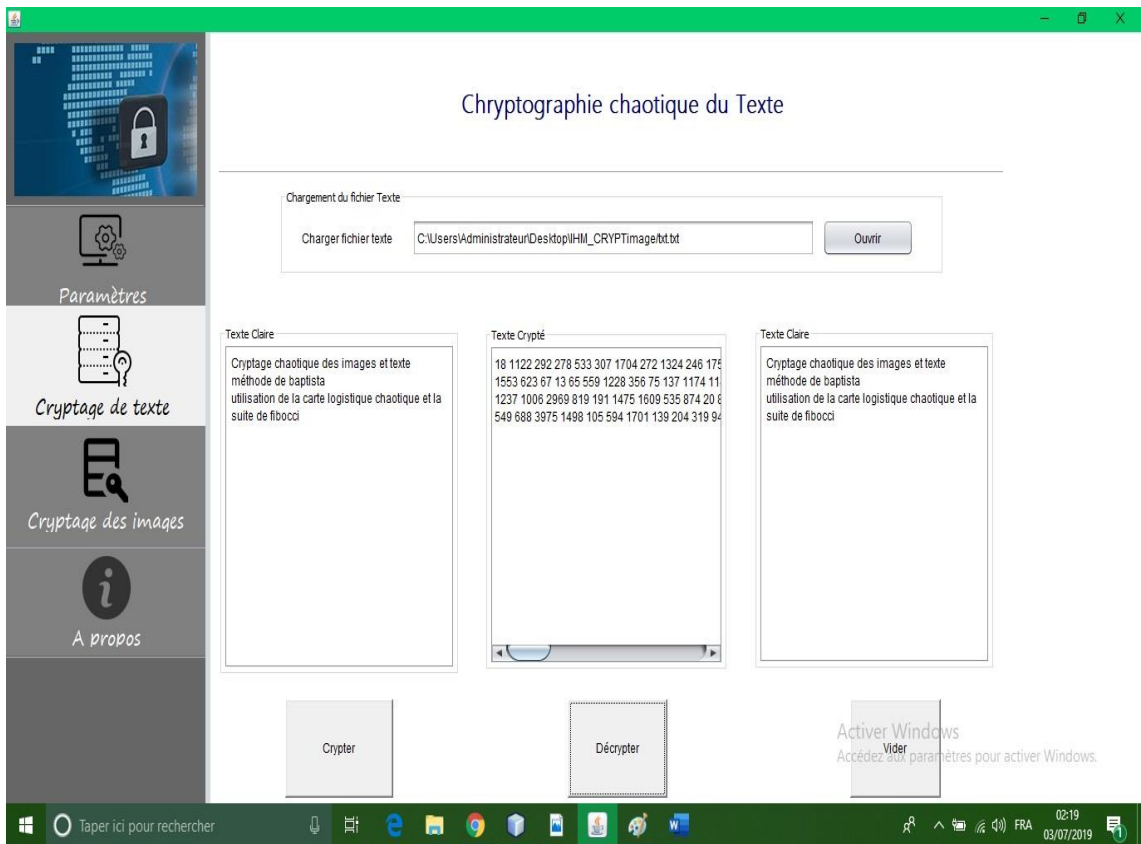 Chryptographie chaotique du Texte
Chargement du fichier Texte
Charger fichier texte
C:\Users\Administrateur\Desktop\IHM_CRYPTimage/txt.txt
Ouvrir
Paramètres
Cryptage de texte
Cryptage des images
A propos
Texte Claire
Cryptage chaotique des images et texte
méthode de baptista
utilisation de la carte logistique chaotique et la
suite de fibocci
Texte Crypté
18 1122 292 278 533 307 1704 272 1324 246 175
1553 623 67 13 65 559 1228 356 75 137 1174 11
1237 1006 2969 819 191 1475 1609 535 874 20
549 688 3975 1498 105 594 1701 139 204 319
Texte Claire
Cryptage chaotique des images et texte
méthode de baptista
utilisation de la carte logistique chaotique et la
suite de fibocci
Crypter
Décrypter
Vider
Activer Windows
Accédez aux paramètres pour activer Windows.
Taper ici pour rechercher
FRA
02:19
03/07/2019
1